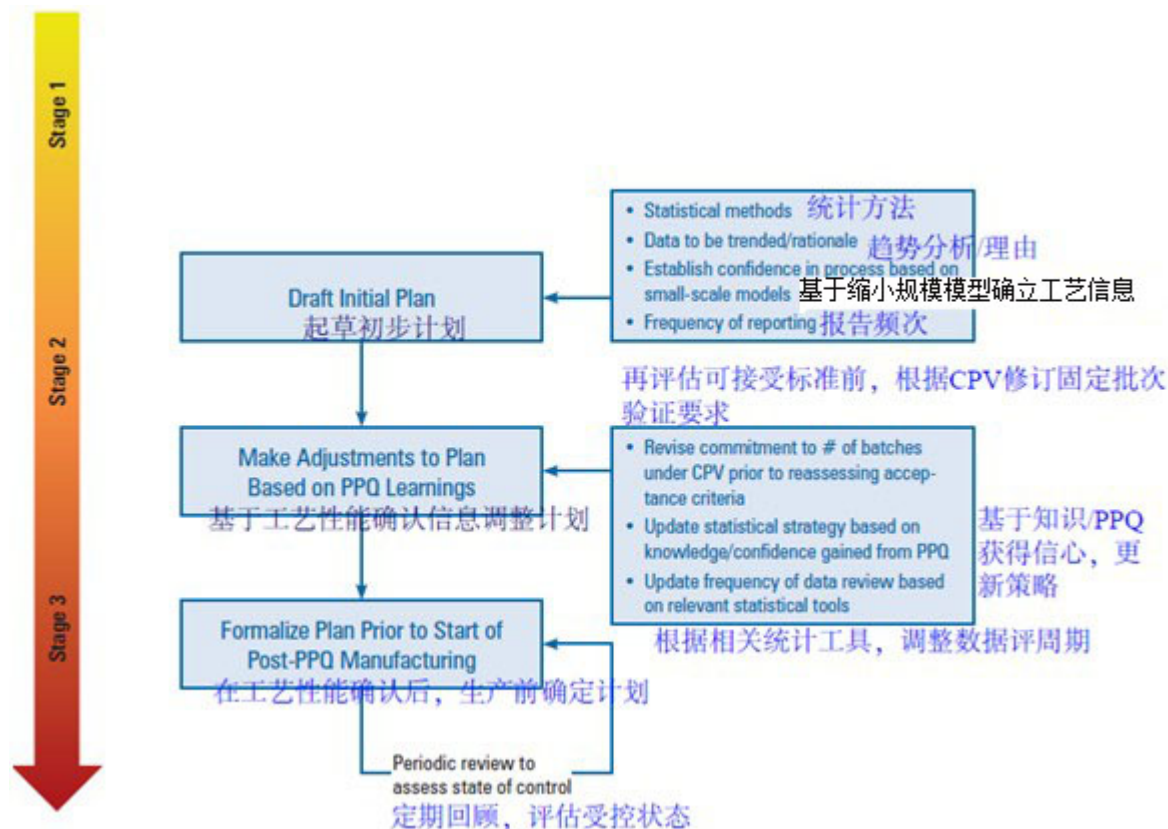 Stage 1
Stage 2
Stage 3
• Statistical methods 统计方法
• Data to be trended/rationale 趋势分析/理由
• Establish confidence in process based on
small-scale models 基于缩小规模模型确立工艺信息
• Frequency of reporting 报告频次
Draft Initial Plan
起草初步计划
再评估可接受标准前，根据CPV修订固定批次
验证要求
• Revise commitment to # of batches
under CPV prior to reassessing accep-
tance criteria
• Update statistical strategy based on
knowledge/confidence gained from PPQ
• Update frequency of data review based
on relevant statistical tools
基于知识/PPQ
获得信心，更
新策略
根据相关统计工具，调整数据评周期
Make Adjustments to Plan
Based on PPQ Learnings
基于工艺性能确认信息调整计划
Formalize Plan Prior to Start of
Post-PPQ Manufacturing
在工艺性能确认后，生产前确定计划
Periodic review to
assess state of control
定期回顾，评估受控状态